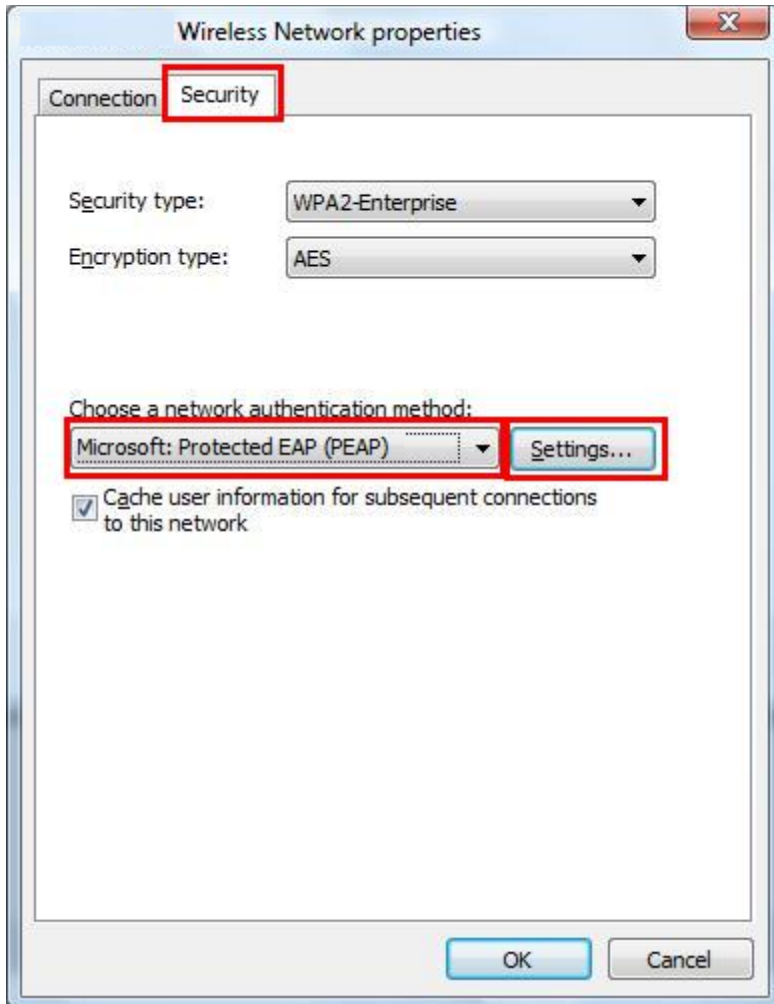 Wireless Network properties
Connection
Security
Security type:
WPA2-Enterprise
Encryption type:
AES
Choose a network authentication method:
Microsoft: Protected EAP (PEAP)
Settings...
Cache user information for subsequent connections
to this network
OK
Cancel